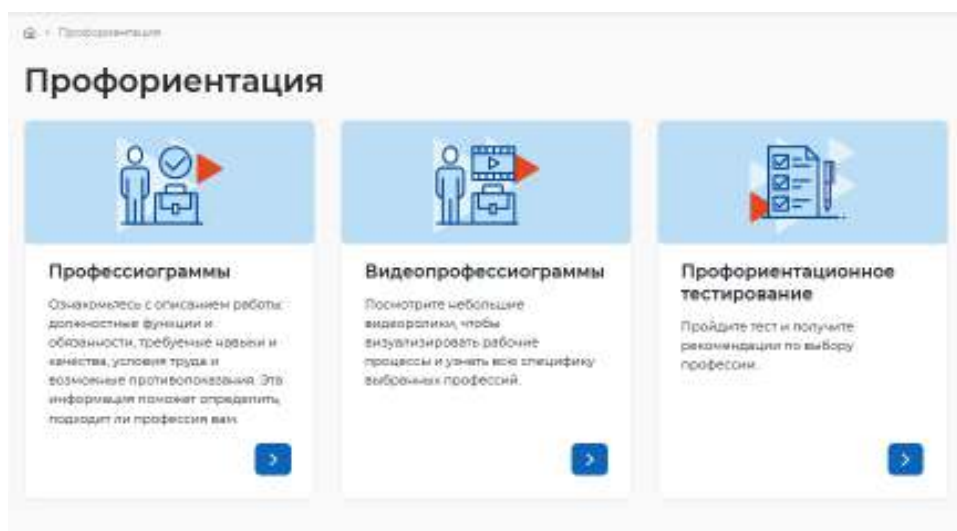 Профориентация
Профориентация
Профессиограммы
Ознакомьтесь с описанием работы:
должностные функции и
обязанности, требуемые навыки и
качества, условия труда и
возможные противопоказания. Эта
информация поможет определить,
подходит ли профессия вам.
Видеопрофессиограммы
Посмотрите небольшие
видеоролики, чтобы
визуализировать рабочие
процессы и узнать всю специфику
выбранных профессий.
Профориентационное
тестирование
Пройдите тест и получите
рекомендации по выбору
профессии.